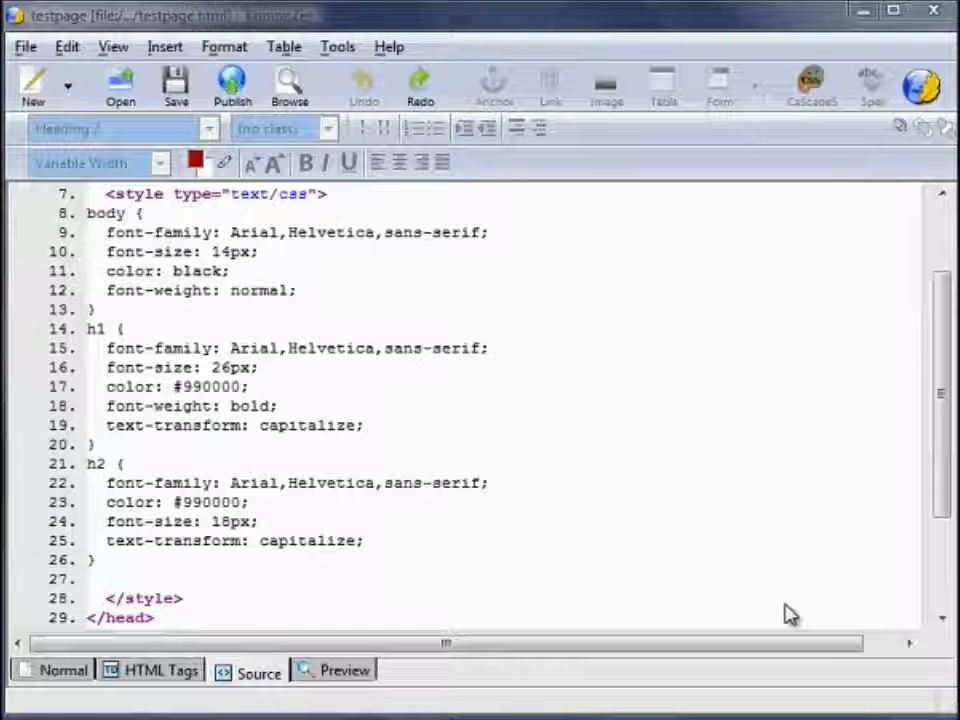 testpage [file:/.../testpage.html] - KompoZer
File Edit View Insert Format Table Tools Help
New Open Save Publish Browse Undo Redo Anchor Link Image Table Form CaScadeS Spell
Heading 2 (no class)
Variable Width
7. <style type="text/css">
8. body {
9. font-family: Arial,Helvetica,sans-serif;
10. font-size: 14px;
11. color: black;
12. font-weight: normal;
13. }
14. h1 {
15. font-family: Arial,Helvetica,sans-serif;
16. font-size: 26px;
17. color: #990000;
18. font-weight: bold;
19. text-transform: capitalize;
20. }
21. h2 {
22. font-family: Arial,Helvetica,sans-serif;
23. color: #990000;
24. font-size: 18px;
25. text-transform: capitalize;
26. }
27.
28. </style>
29. </head>
Normal HTML Tags Source Preview